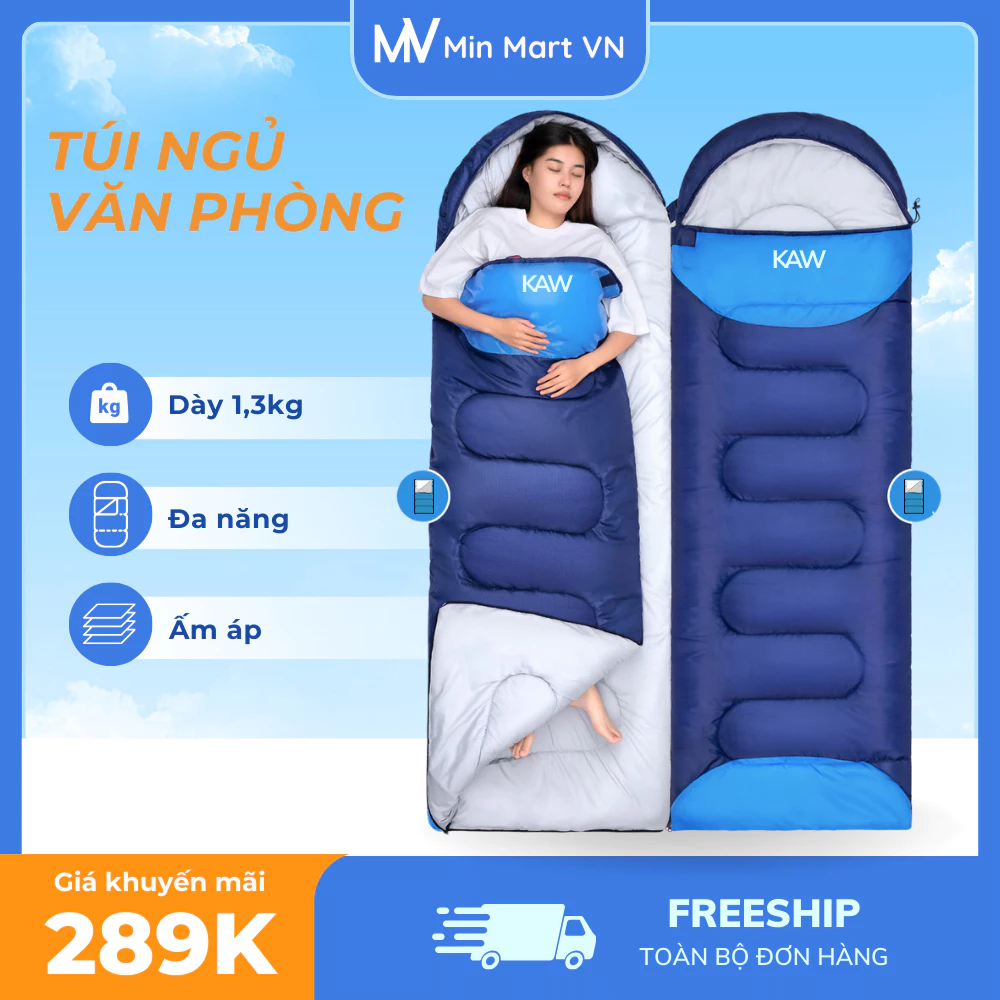 MV Min Mart VN
TÚI NGỦ
VĂN PHÒNG
KAW
KAW
kg
Dày 1,3kg
Đa năng
Ấm áp
Giá khuyến mãi
289K
FREESHIP
TOÀN BỘ ĐƠN HÀNG